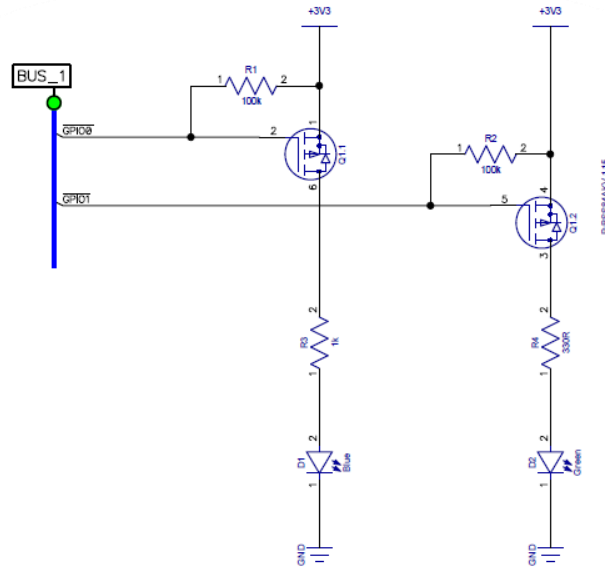 +3V3
+3V3
BUS_1
1
R1
2
100k
GPIO0
2
1
Q1.1
6
R2
1
2
100k
GPIO1
5
4
Q1.2
3
2
R3
1k
1
2
R4
330R
1
2
D1
Blue
1
2
D2
Green
1
GND
GND